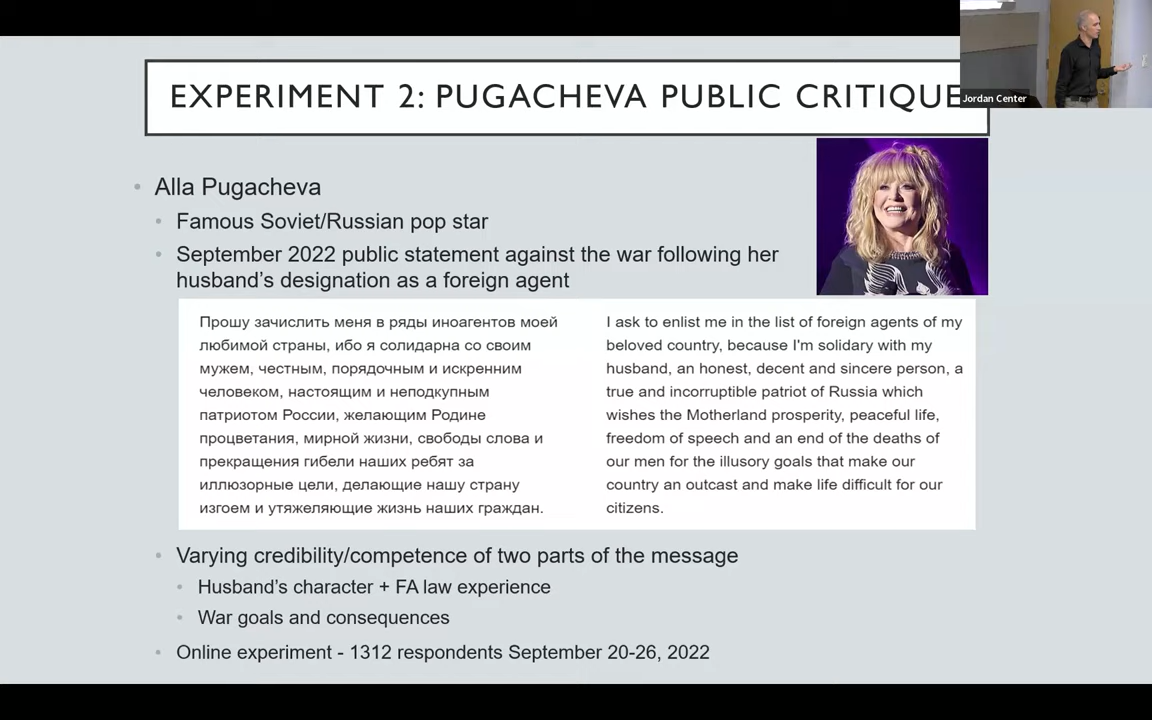 EXPERIMENT 2: PUGACHEVA PUBLIC CRITIQUE
Jordan Center
Alla Pugacheva
Famous Soviet/Russian pop star
September 2022 public statement against the war following her
husband's designation as a foreign agent
Прошу зачислить меня в ряды иноагентов моей
любимой страны, ибо я солидарна со своим
мужем, честным, порядочным и искренним
человеком, настоящим и неподкупным
патриотом России, желающим Родине
процветания, мирной жизни, свободы слова и
прекращения гибели наших ребят за
иллюзорные цели, делающие нашу страну
изгоем и утяжеляющие жизнь наших граждан.
I ask to enlist me in the list of foreign agents of my
beloved country, because I'm solidary with my
husband, an honest, decent and sincere person, a
true and incorruptible patriot of Russia which
wishes the Motherland prosperity, peaceful life,
freedom of speech and an end of the deaths of
our men for the illusory goals that make our
country an outcast and make life difficult for our
citizens.
Varying credibility/competence of two parts of the message
Husband's character + FA law experience
War goals and consequences
Online experiment - 1312 respondents September 20-26, 2022